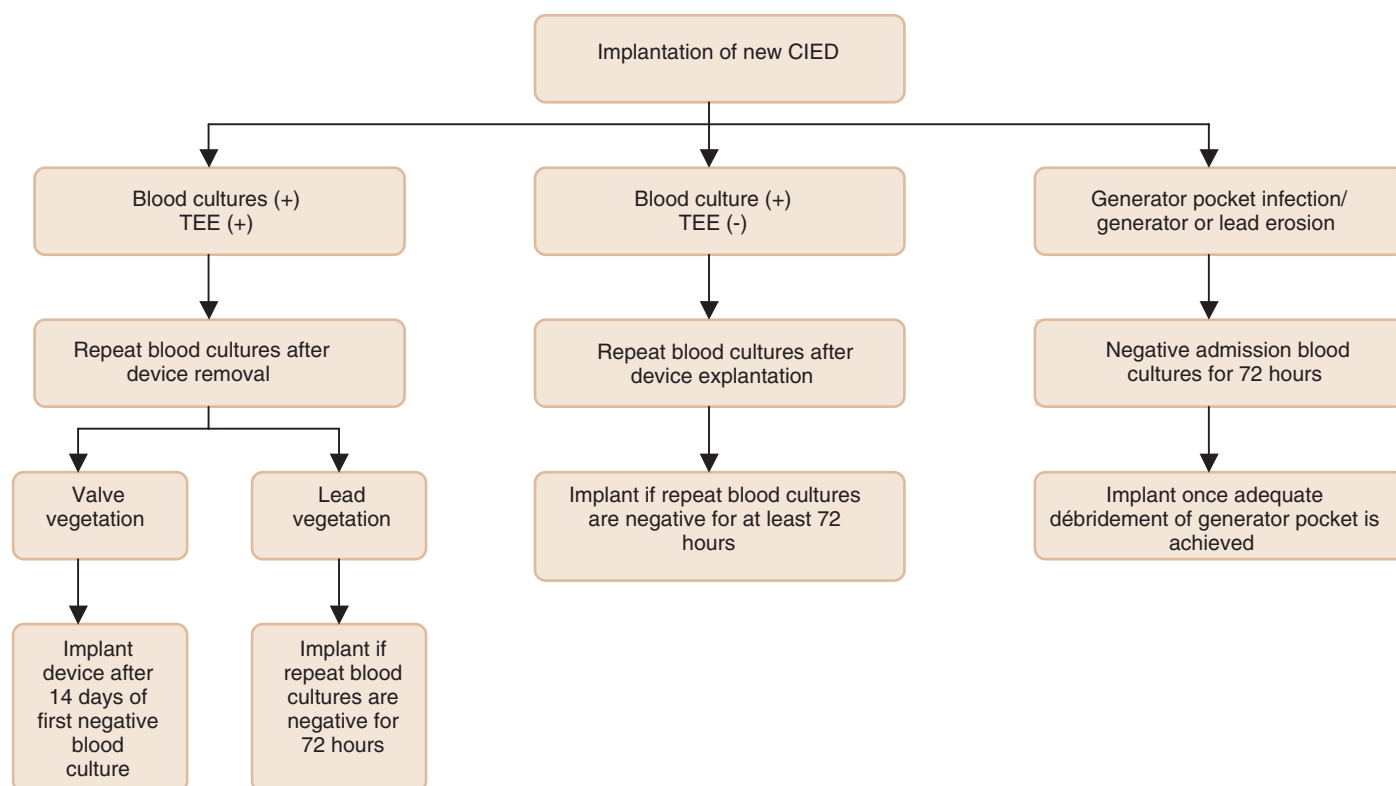 Implantation of new CIED
Blood cultures (+)
TEE (+)
Blood culture (+)
TEE (-)
Generator pocket infection/
generator or lead erosion
Repeat blood cultures after
device removal
Repeat blood cultures after
device explantation
Negative admission blood
cultures for 72 hours
Valve
vegetation
Lead
vegetation
Implant if repeat blood cultures
are negative for at least 72
hours
Implant once adequate
débridement of generator pocket is
achieved
Implant
device after
14 days of
first negative
blood
culture
Implant if
repeat blood
cultures are
negative for
72 hours